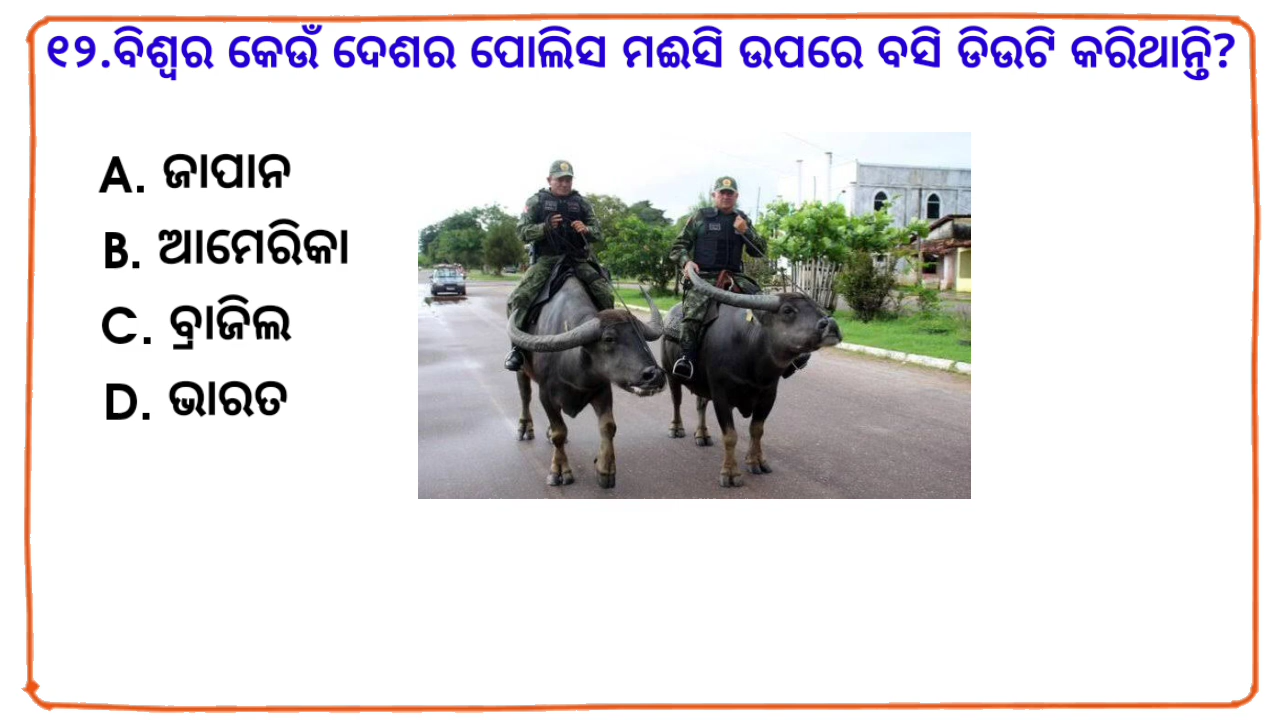 ୧୨.ବିଶ୍ୱର କେଉଁ ଦେଶର ପୋଲିସ ମଈସି ଉପରେ ବସି ଡିଉଟି କରିଥାନ୍ତି?
A. ଜାପାନ
B. ଆମେରିକା
C. ବ୍ରାଜିଲ
D. ଭାରତ